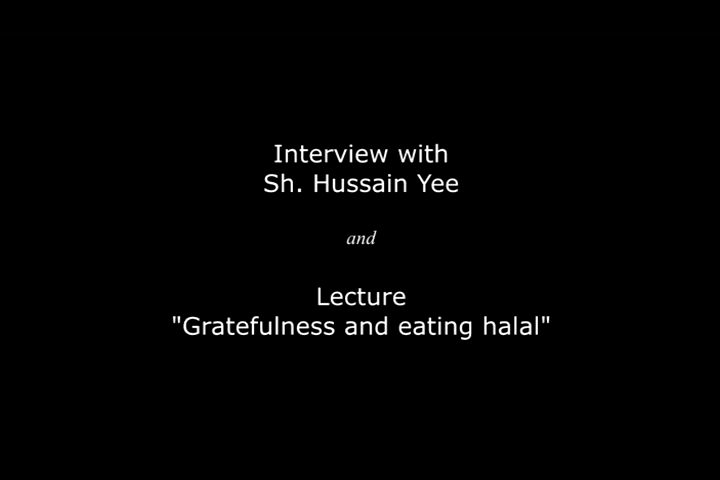 Interview with
Sh. Hussain Yee
and
Lecture
"Gratefulness and eating halal"